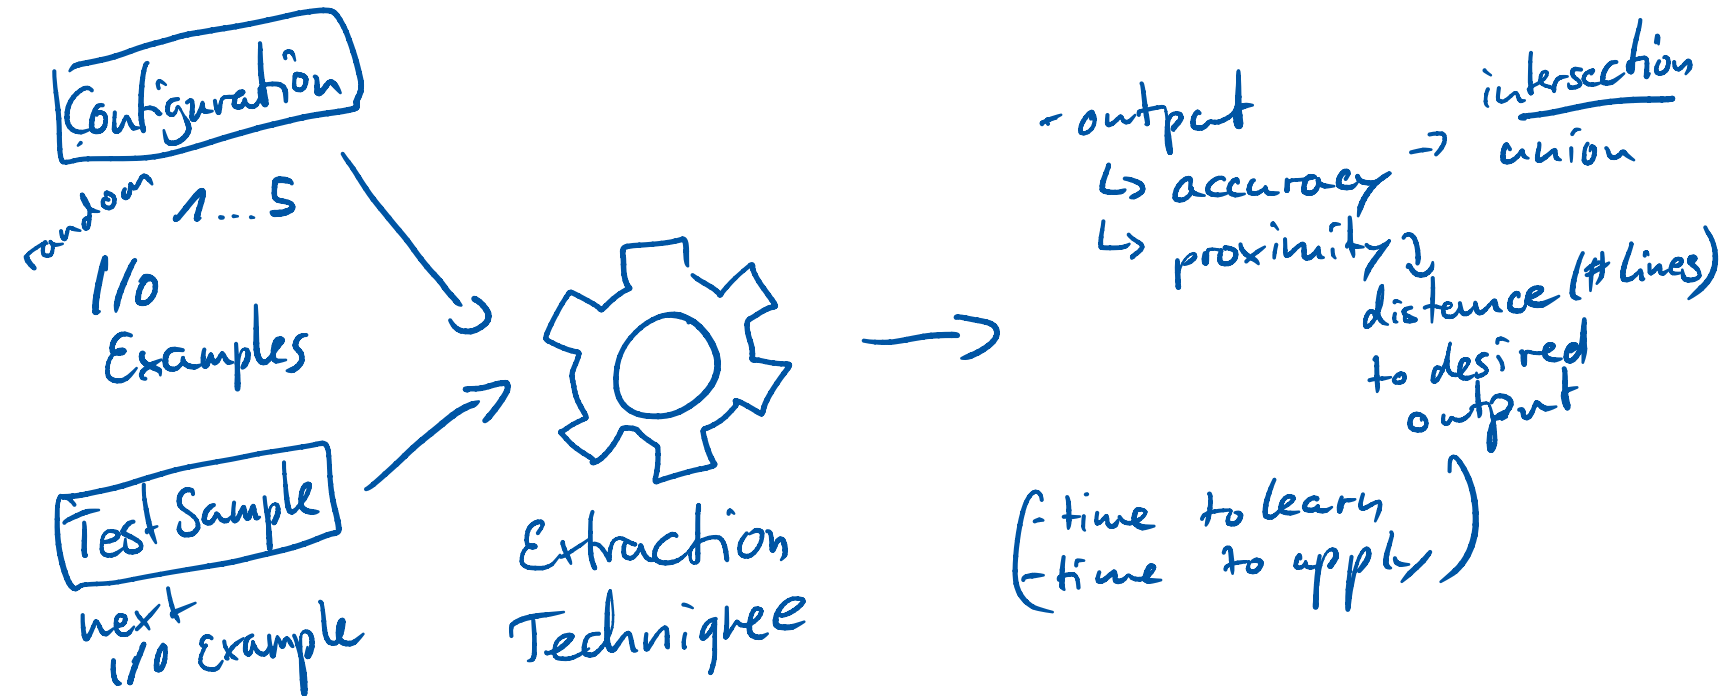 Configuration
random 1...5
I/O
Examples
Test Sample
next
I/O Example
Extraction
Technique
- output
↳ accuracy → intersection
union
↳ proximity
distance (# Lines)
to desired
output
(- time to learn
- time to apply)